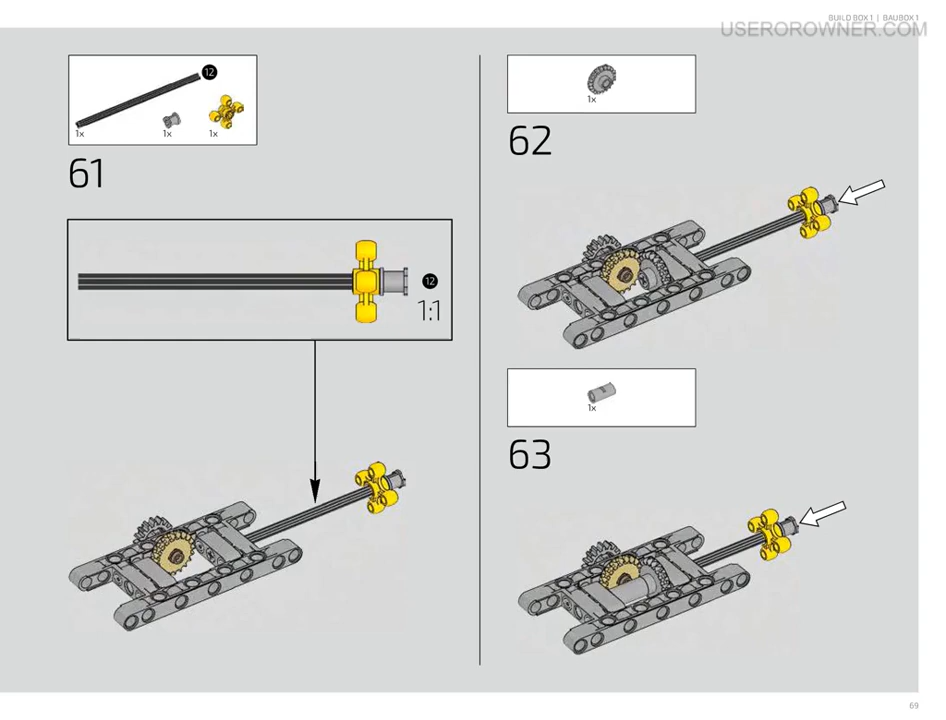 BUILD BOX 1 | BAUBOX 1
USEROROWNER.COM
12
1x
1x
1x
61
12
1:1
1x
62
1x
63
69